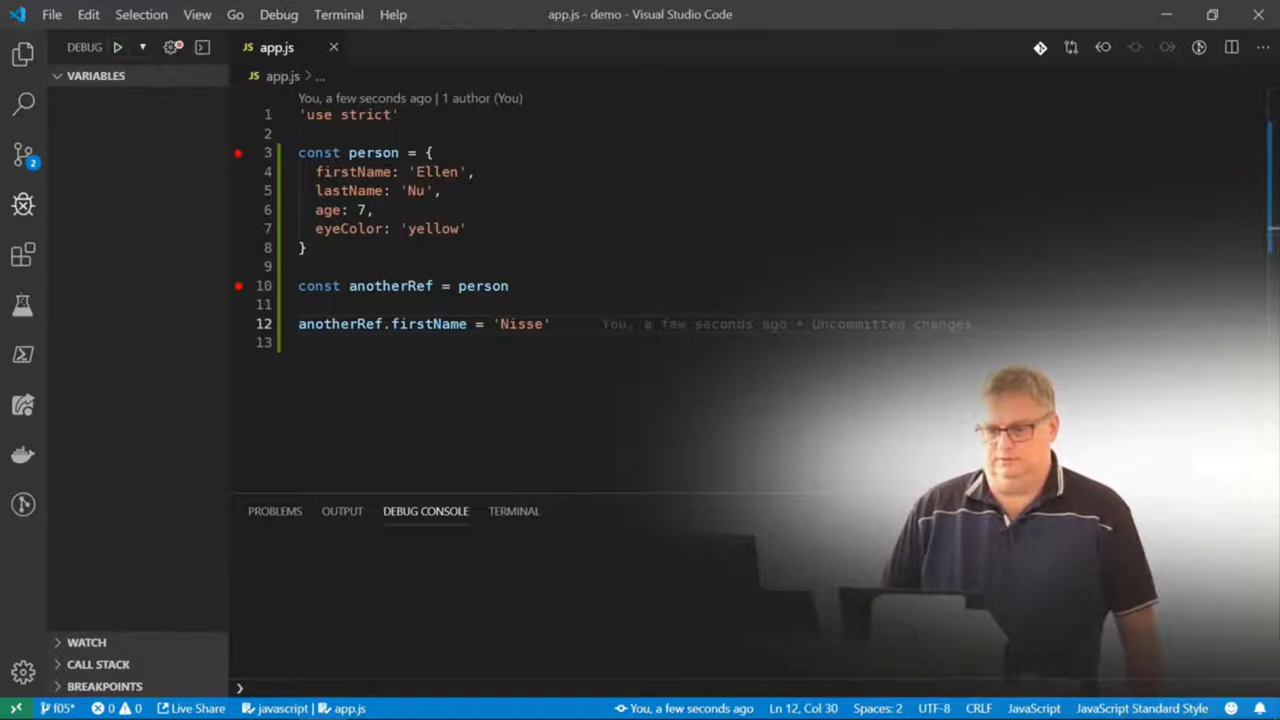 File Edit Selection View Go Debug Terminal Help
app.js - demo - Visual Studio Code
DEBUG
JS app.js
VARIABLES
JS app.js > ...
You, a few seconds ago | 1 author (You)
1 'use strict'
2
3 const person = {
4 firstName: 'Ellen',
5 lastName: 'Nu',
6 age: 7,
7 eyeColor: 'yellow'
8 }
9
10 const anotherRef = person
11
12 anotherRef.firstName = 'Nisse' You, a few seconds ago • Uncommitted changes
13
2
PROBLEMS OUTPUT DEBUG CONSOLE TERMINAL
WATCH
CALL STACK
BREAKPOINTS
f05* 0 0 Live Share javascript | app.js You, a few seconds ago Ln 12, Col 30 Spaces: 2 UTF-8 CRLF JavaScript JavaScript Standard Style